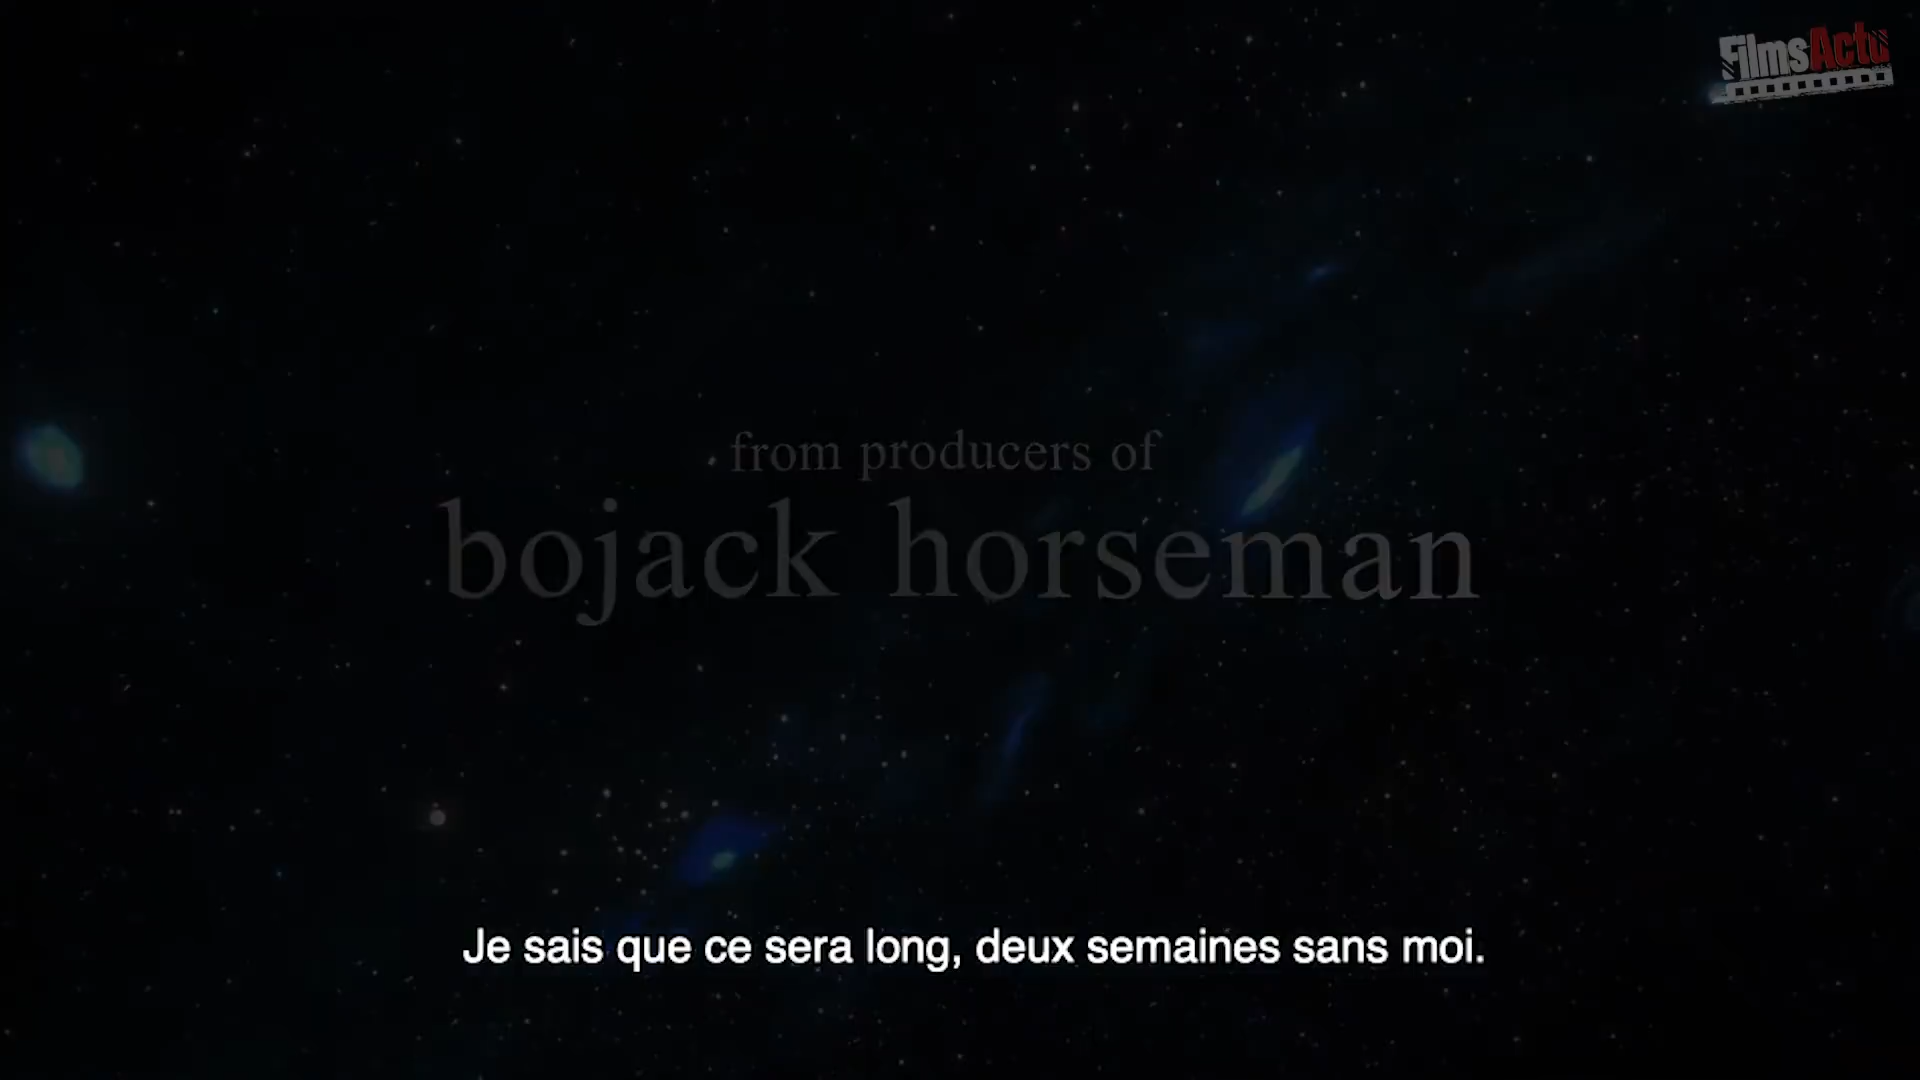 FilmsActu
from producers of
bojack horseman
Je sais que ce sera long, deux semaines sans moi.